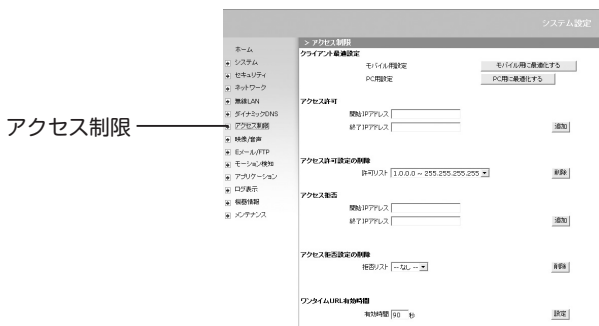 システム設定
アクセス制限
ホーム
システム
セキュリティ
ネットワーク
無線LAN
ダイナミックDNS
アクセス制限
映像/音声
Eメール/FTP
モーション検知
アプリケーション
ログ表示
機器情報
メンテナンス
> アクセス制限
クライアント最適設定
モバイル用設定 モバイル用に最適化する
PC用設定 PC用に最適化する
アクセス許可
開始IPアドレス
終了IPアドレス 追加
アクセス許可設定の削除
許可リスト 1.0.0.0 ~ 255.255.255.255 削除
アクセス拒否
開始IPアドレス
終了IPアドレス 追加
アクセス拒否設定の削除
拒否リスト -- なし -- 削除
ワンタイムURL有効時間
有効時間 90 秒 設定